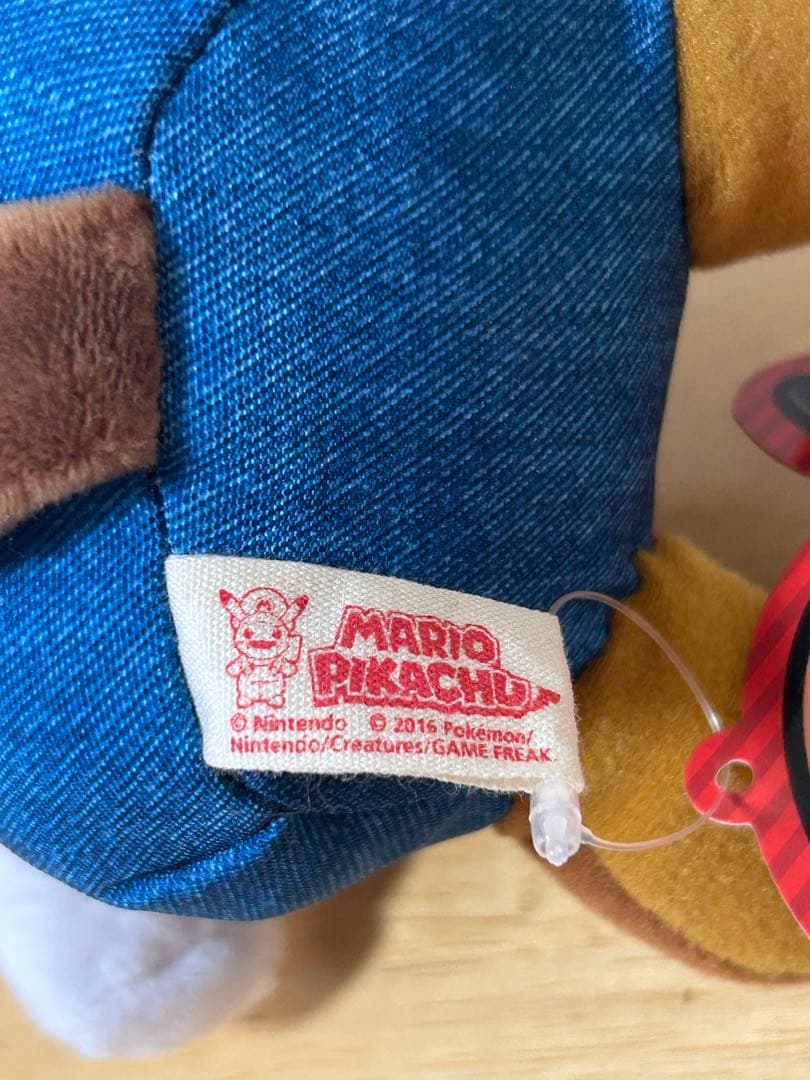 MARIO
PIKACHU
© Nintendo © 2016 Pokémon/
Nintendo/Creatures/GAME FREAK